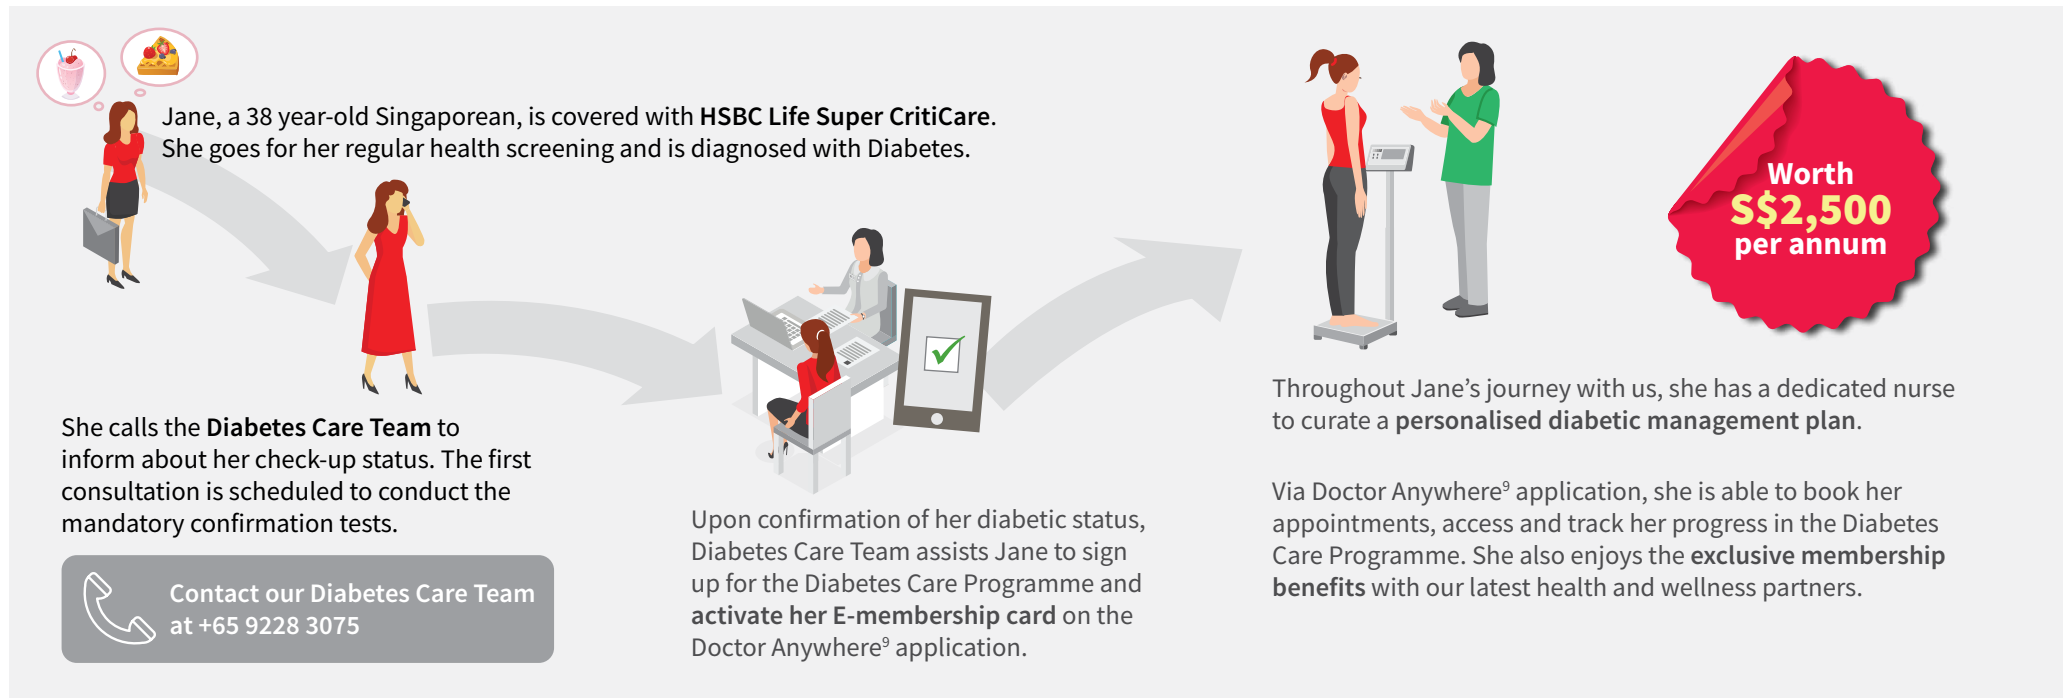 Jane, a 38 year-old Singaporean, is covered with HSBC Life Super CritiCare.
She goes for her regular health screening and is diagnosed with Diabetes.
She calls the Diabetes Care Team to
inform about her check-up status. The first
consultation is scheduled to conduct the
mandatory confirmation tests.
Contact our Diabetes Care Team
at +65 9228 3075
Upon confirmation of her diabetic status,
Diabetes Care Team assists Jane to sign
up for the Diabetes Care Programme and
activate her E-membership card on the
Doctor Anywhere⁹ application.
Worth
S$2,500
per annum
Throughout Jane’s journey with us, she has a dedicated nurse
to curate a personalised diabetic management plan.
Via Doctor Anywhere⁹ application, she is able to book her
appointments, access and track her progress in the Diabetes
Care Programme. She also enjoys the exclusive membership
benefits with our latest health and wellness partners.